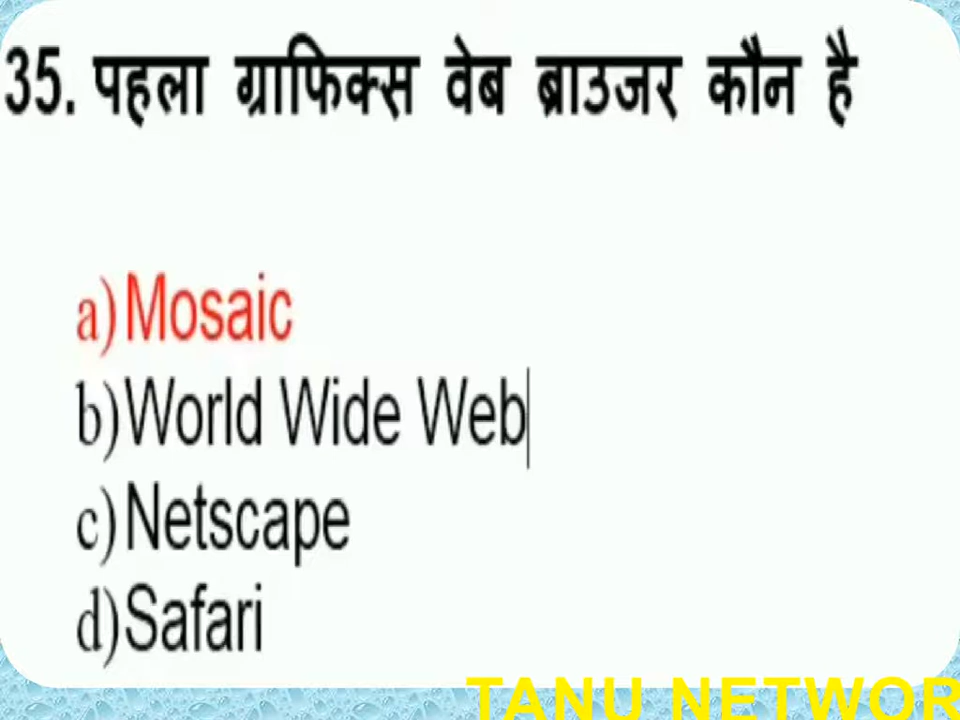 35. पहला ग्राफिक्स वेब ब्राउजर कौन है
a) Mosaic
b) World Wide Web
c) Netscape
d) Safari
TANU NETWOR